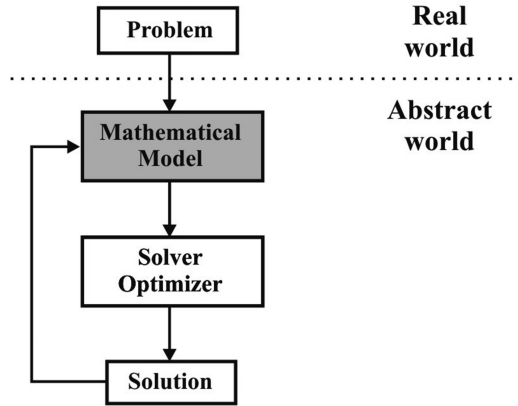 Problem
Real
world
Abstract
world
Mathematical
Model
Solver
Optimizer
Solution